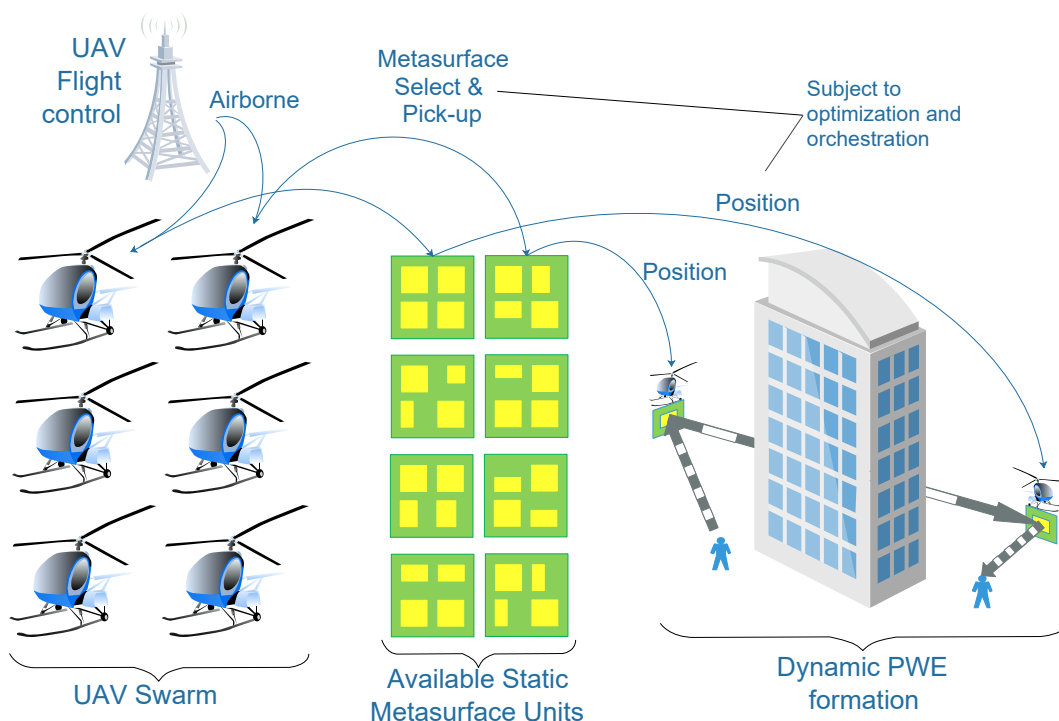 UAV
Flight
control
Airborne
Metasurface
Select &
Pick-up
Subject to
optimization and
orchestration
Position
Position
UAV Swarm
Available Static
Metasurface Units
Dynamic PWE
formation